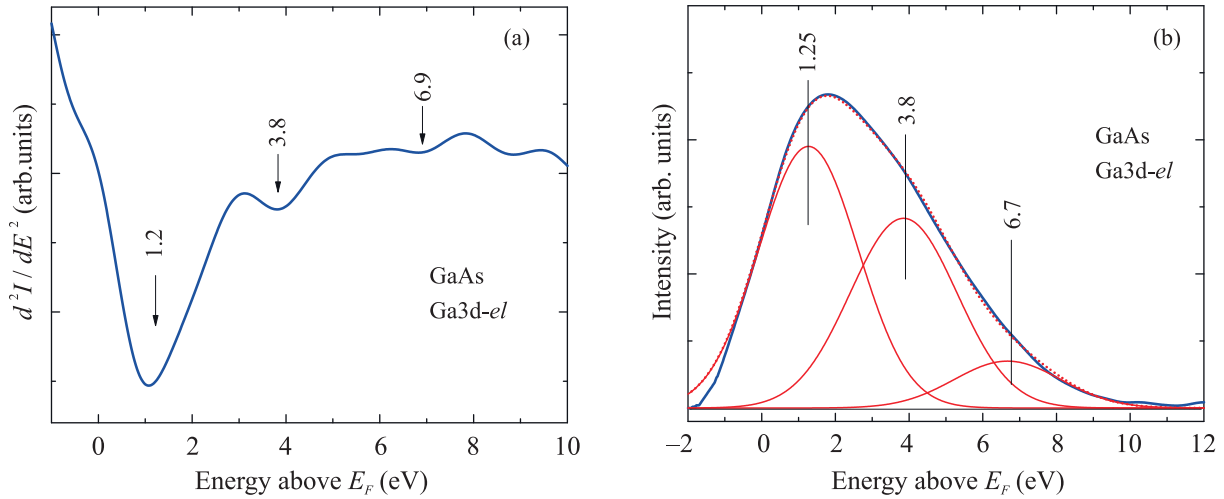 (a)
d²I / dE² (arb.units)
1.2
3.8
6.9
GaAs
Ga3d-el
0 2 4 6 8 10
Energy above E_F (eV)
(b)
Intensity (arb. units)
1.25
3.8
6.7
GaAs
Ga3d-el
–2 0 2 4 6 8 10 12
Energy above E_F (eV)